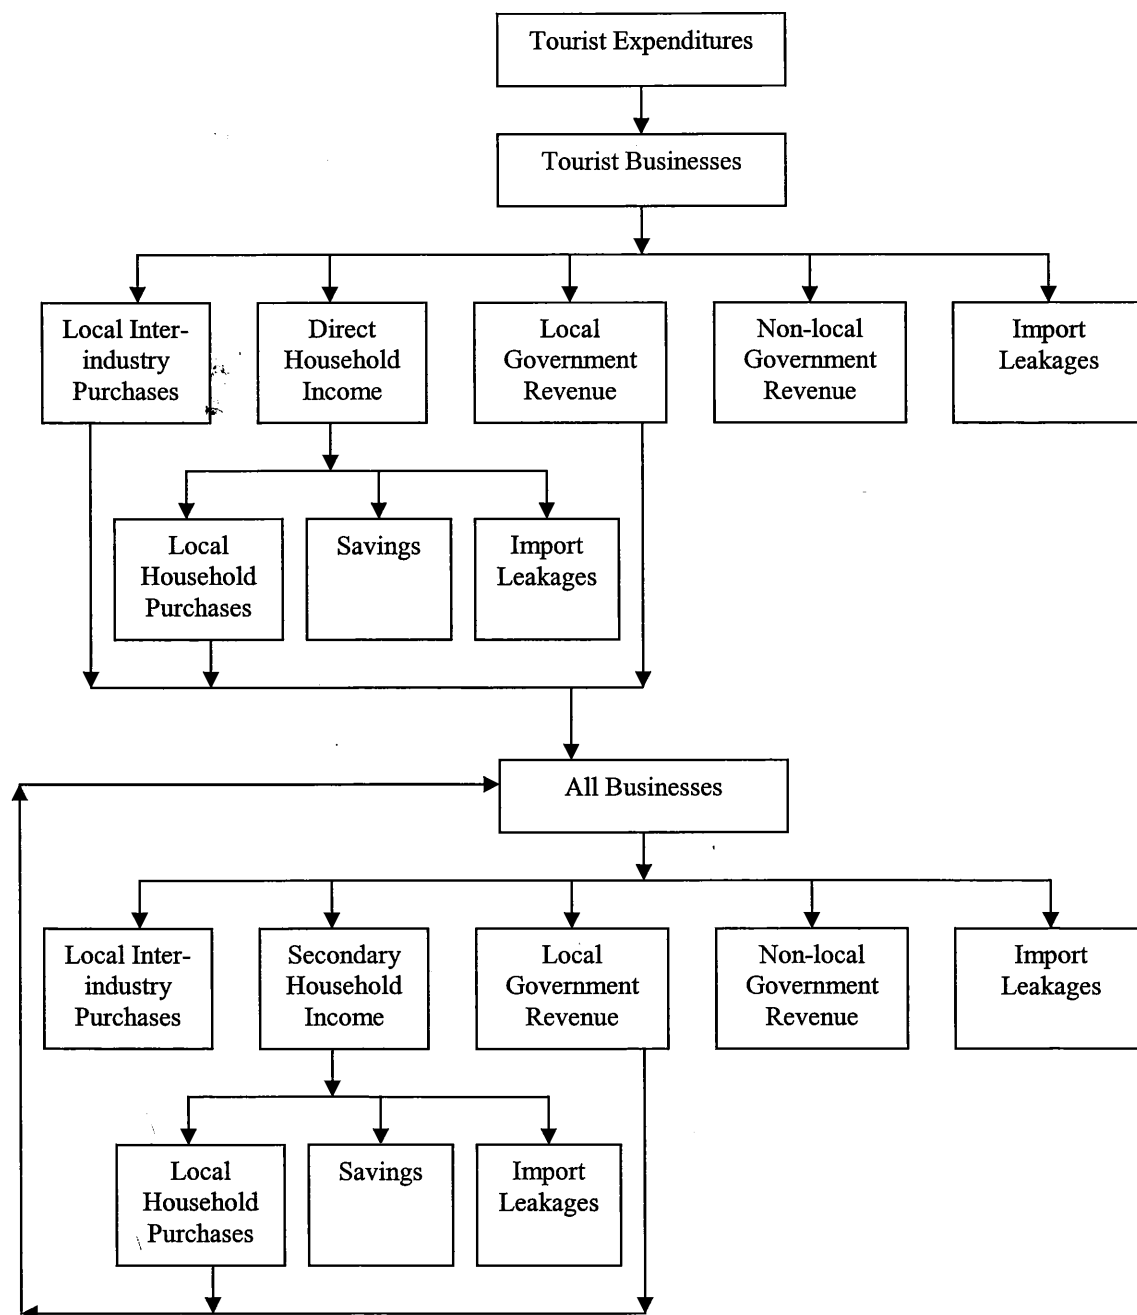 Tourist Expenditures
Tourist Businesses
Local Inter-
industry
Purchases
Direct
Household
Income
Local
Government
Revenue
Non-local
Government
Revenue
Import
Leakages
Local
Household
Purchases
Savings
Import
Leakages
All Businesses
Local Inter-
industry
Purchases
Secondary
Household
Income
Local
Government
Revenue
Non-local
Government
Revenue
Import
Leakages
Local
Household
Purchases
Savings
Import
Leakages